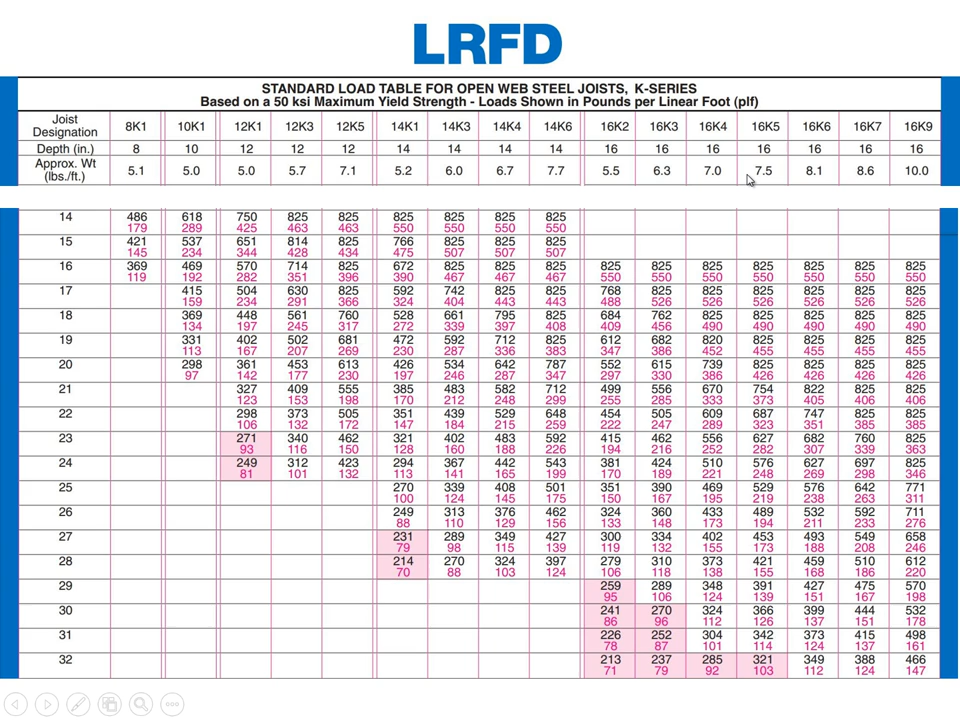 LRFD
STANDARD LOAD TABLE FOR OPEN WEB STEEL JOISTS, K-SERIES
Based on a 50 ksi Maximum Yield Strength - Loads Shown in Pounds per Linear Foot (plf)
Joist Designation 8K1 10K1 12K1 12K3 12K5 14K1 14K3 14K4 14K6 16K2 16K3 16K4 16K5 16K6 16K7 16K9
Depth (in.) 8 10 12 12 12 14 14 14 14 16 16 16 16 16 16 16
Approx. Wt (lbs./ft.) 5.1 5.0 5.0 5.7 7.1 5.2 6.0 6.7 7.7 5.5 6.3 7.0 7.5 8.1 8.6 10.0
14 486 618 750 825 825 825 825 825 825
179 289 425 463 463 550 550 550 550
15 421 537 651 814 825 766 825 825 825
145 234 344 428 434 475 507 507 507
16 369 469 570 714 825 672 825 825 825 825 825 825 825 825 825 825
119 192 282 351 396 390 467 467 467 550 550 550 550 550 550 550
17 415 504 630 825 592 742 825 825 768 825 825 825 825 825 825
159 234 291 366 324 404 443 443 488 526 526 526 526 526 526
18 369 448 561 760 528 661 795 825 684 762 825 825 825 825 825
134 197 245 317 272 339 397 408 409 456 490 490 490 490 490
19 331 402 502 681 472 592 712 825 612 682 820 825 825 825 825
113 167 207 269 230 287 336 383 347 386 452 455 455 455 455
20 298 361 453 613 426 534 642 787 552 615 739 825 825 825 825
97 142 177 230 197 246 287 347 297 330 386 426 426 426 426
21 327 409 555 385 483 582 712 499 556 670 754 822 825 825
123 153 198 170 212 248 299 255 285 333 373 405 406 406
22 298 373 505 351 439 529 648 454 505 609 687 747 825 825
106 132 172 147 184 215 259 222 247 289 323 351 385 385
23 271 340 462 321 402 483 592 415 462 556 627 682 760 825
93 116 150 128 160 188 226 194 216 252 282 307 339 363
24 249 312 423 294 367 442 543 381 424 510 576 627 697 825
81 101 132 113 141 165 199 170 189 221 248 269 298 346
25 270 339 408 501 351 390 469 529 576 642 771
100 124 145 175 150 167 195 219 238 263 311
26 249 313 376 462 324 360 433 489 532 592 711
88 110 129 156 133 148 173 194 211 233 276
27 231 289 349 427 300 334 402 453 493 549 658
79 98 115 139 119 132 155 173 188 208 246
28 214 270 324 397 279 310 373 421 459 510 612
70 88 103 124 106 118 138 155 168 186 220
29 259 289 348 391 427 475 570
95 106 124 139 151 167 198
30 241 270 324 366 399 444 532
86 96 112 126 137 151 178
31 226 252 304 342 373 415 498
78 87 101 114 124 137 161
32 213 237 285 321 349 388 466
71 79 92 103 112 124 147